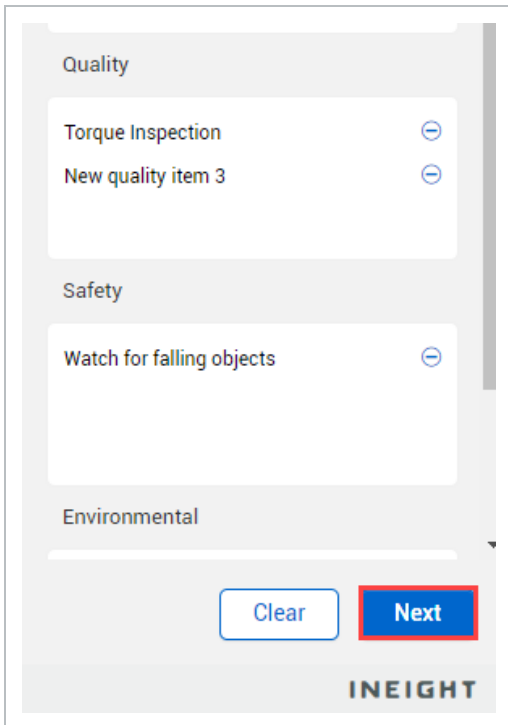 Quality
Torque Inspection
New quality item 3
Safety
Watch for falling objects
Environmental
Clear Next
INEIGHT